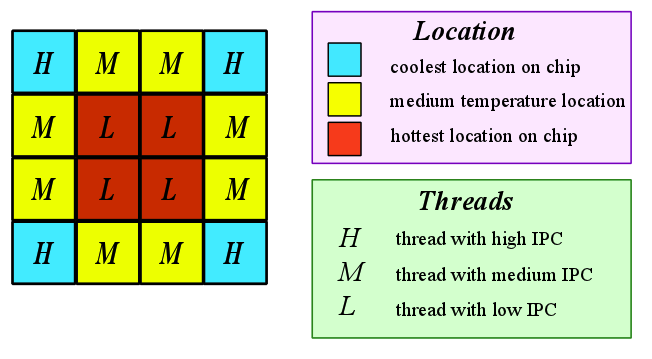 H M M H
M L L M
M L L M
H M M H
Location
coolest location on chip
medium temperature location
hottest location on chip
Threads
H thread with high IPC
M thread with medium IPC
L thread with low IPC